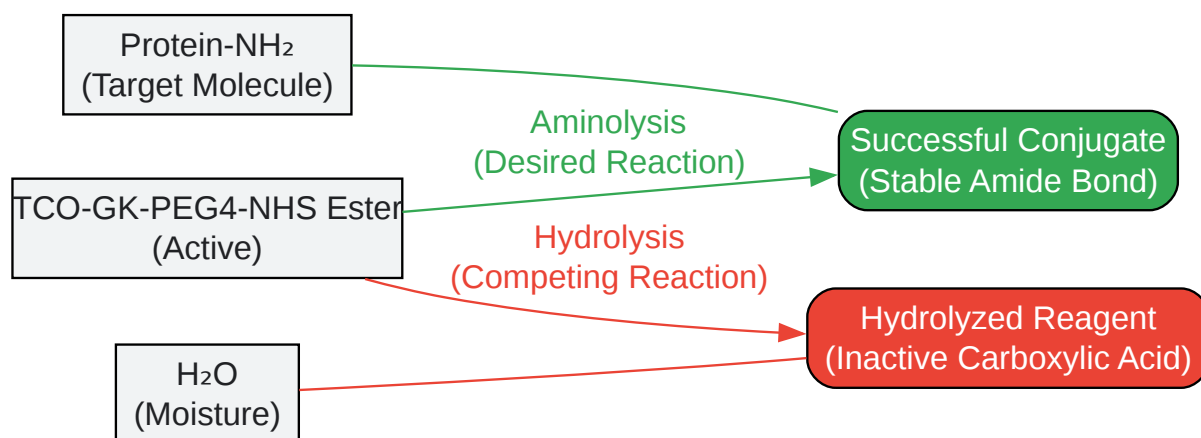 Protein-NH₂
(Target Molecule)
Aminolysis
(Desired Reaction)
Successful Conjugate
(Stable Amide Bond)
TCO-GK-PEG4-NHS Ester
(Active)
Hydrolysis
(Competing Reaction)
Hydrolyzed Reagent
(Inactive Carboxylic Acid)
H₂O
(Moisture)